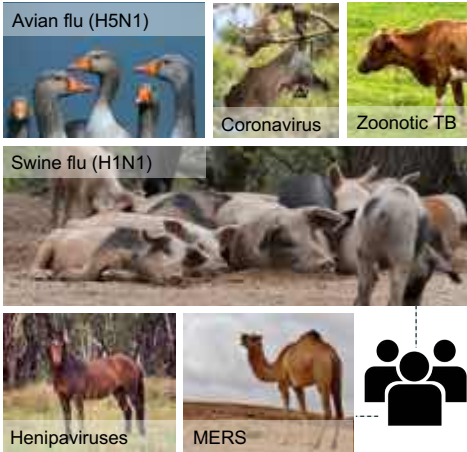 Avian flu (H5N1)
Coronavirus
Zoonotic TB
Swine flu (H1N1)
Henipaviruses
MERS